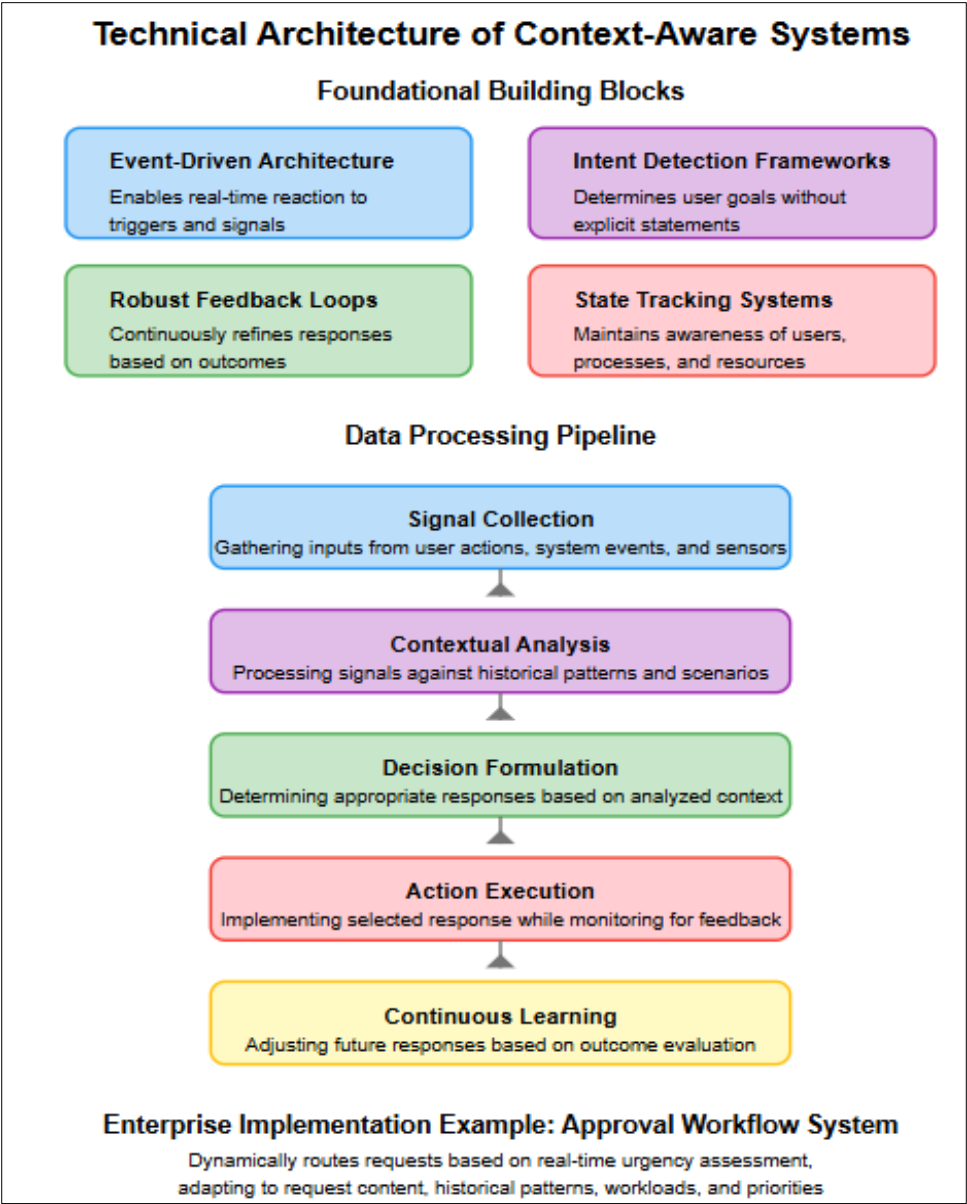 Technical Architecture of Context-Aware Systems
Foundational Building Blocks
Event-Driven Architecture
Enables real-time reaction to
triggers and signals
Intent Detection Frameworks
Determines user goals without
explicit statements
Robust Feedback Loops
Continuously refines responses
based on outcomes
State Tracking Systems
Maintains awareness of users,
processes, and resources
Data Processing Pipeline
Signal Collection
Gathering inputs from user actions, system events, and sensors
Contextual Analysis
Processing signals against historical patterns and scenarios
Decision Formulation
Determining appropriate responses based on analyzed context
Action Execution
Implementing selected response while monitoring for feedback
Continuous Learning
Adjusting future responses based on outcome evaluation
Enterprise Implementation Example: Approval Workflow System
Dynamically routes requests based on real-time urgency assessment,
adapting to request content, historical patterns, workloads, and priorities